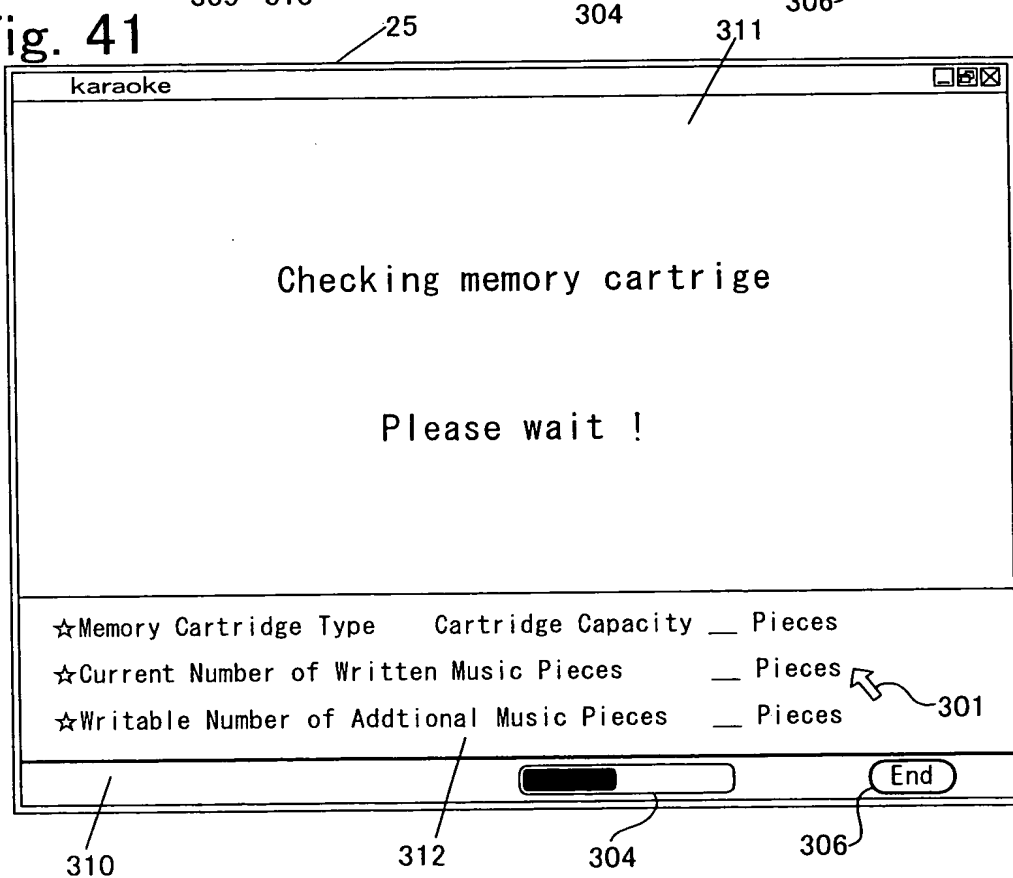 309 310 304 306
Fig. 41
25
311
karaoke
Checking memory cartrige
Please wait !
☆Memory Cartridge Type Cartridge Capacity __ Pieces
☆Current Number of Written Music Pieces __ Pieces
301
☆Writable Number of Addtional Music Pieces __ Pieces
End
310 312 304 306